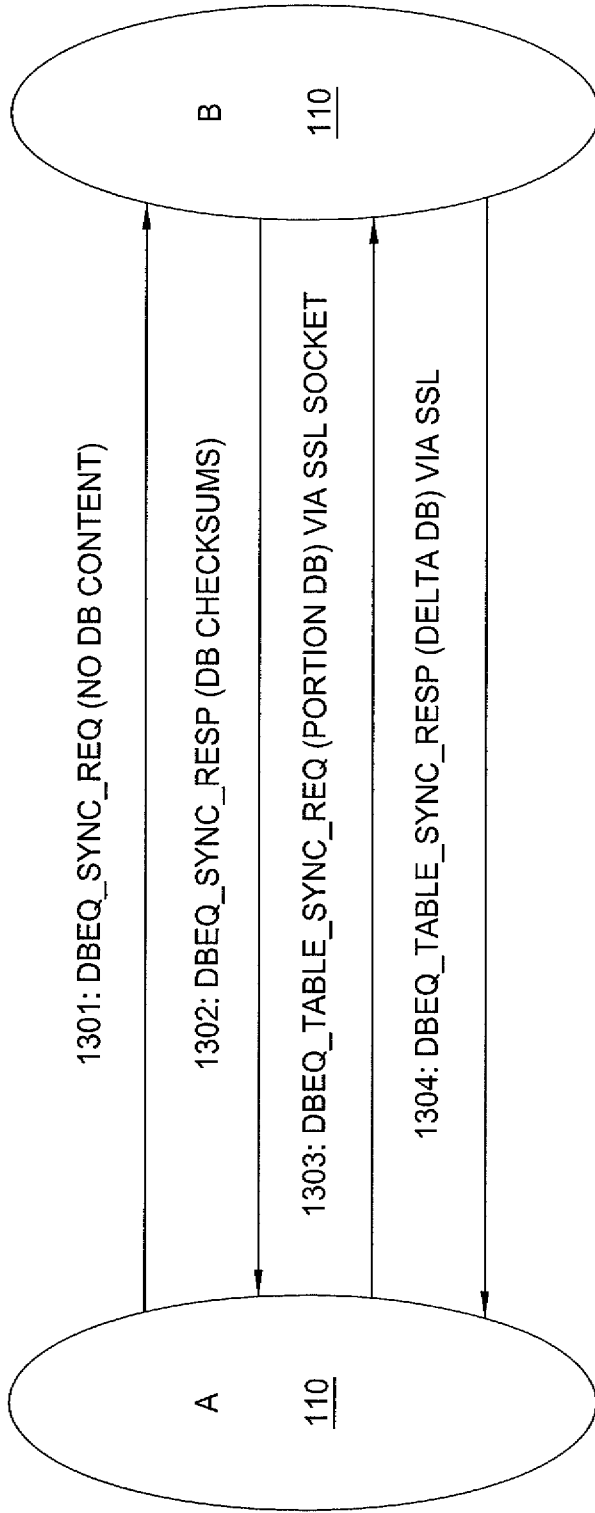 A
110
B
110
1301: DBEQ_SYNC_REQ (NO DB CONTENT)
1302: DBEQ_SYNC_RESP (DB CHECKSUMS)
1303: DBEQ_TABLE_SYNC_REQ (PORTION DB) VIA SSL SOCKET
1304: DBEQ_TABLE_SYNC_RESP (DELTA DB) VIA SSL